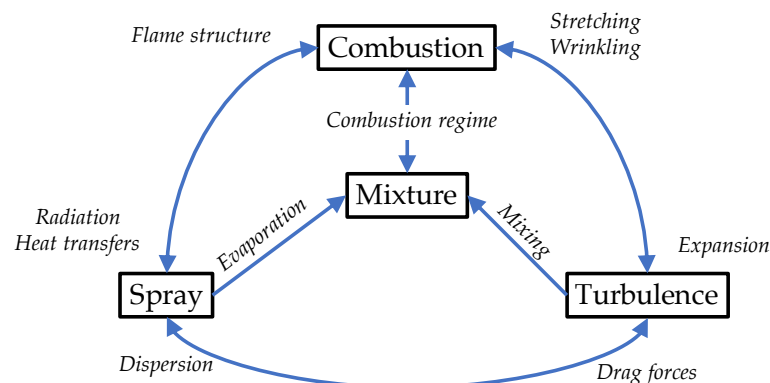 Flame structure
Combustion
Stretching
Wrinkling
Combustion regime
Mixture
Radiation
Heat transfers
Evaporation
Mixing
Expansion
Spray
Turbulence
Dispersion
Drag forces